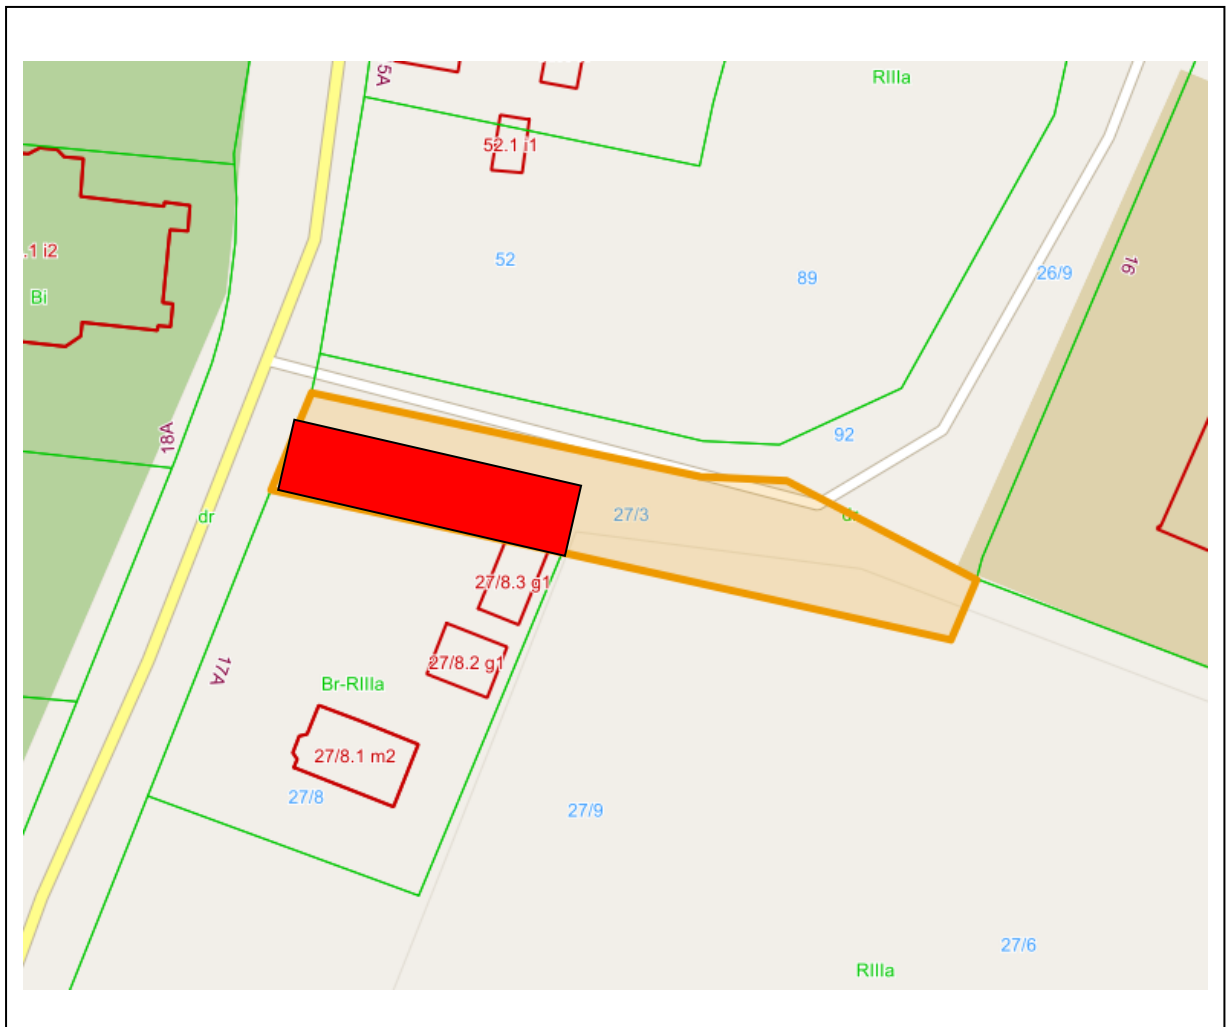 5A
RIIIa
52.1 i1
.1 i2
52
89
26/9
16
Bi
18A
92
dr
27/3
dr
27/8.3 g1
27/8.2 g1
17A
Br-RIIIa
27/8.1 m2
27/8
27/9
27/6
RIIIa